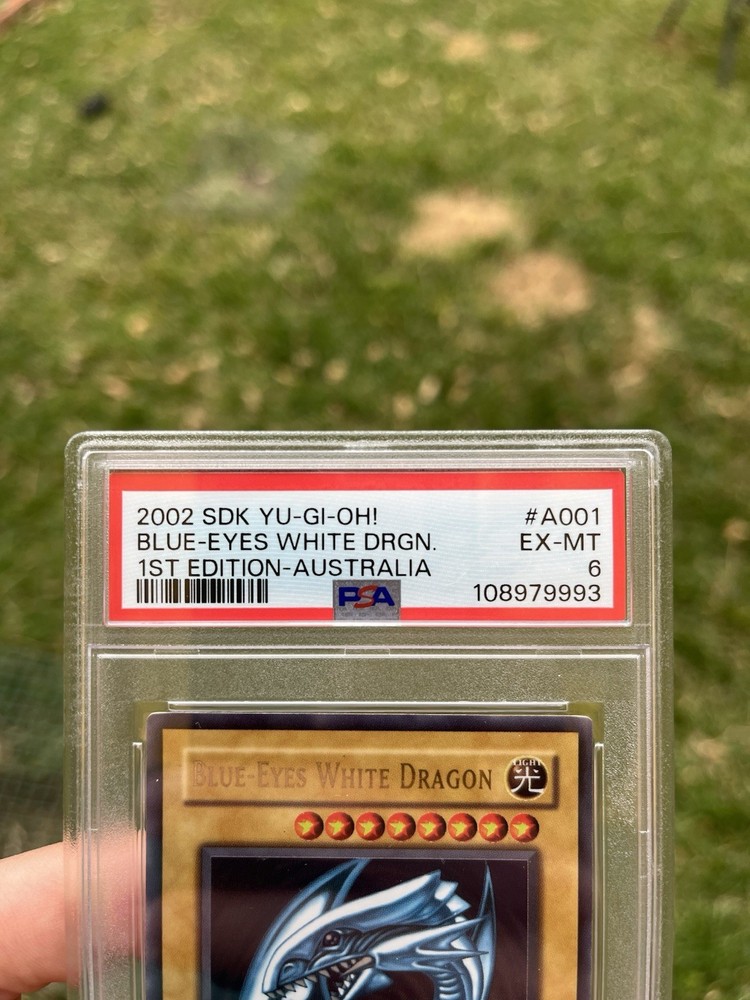 2002 SDK YU-GI-OH! #A001
BLUE-EYES WHITE DRGN. EX-MT
1ST EDITION-AUSTRALIA 6
PSA 108979993
BLUE-EYES WHITE DRAGON
LIGHT
光